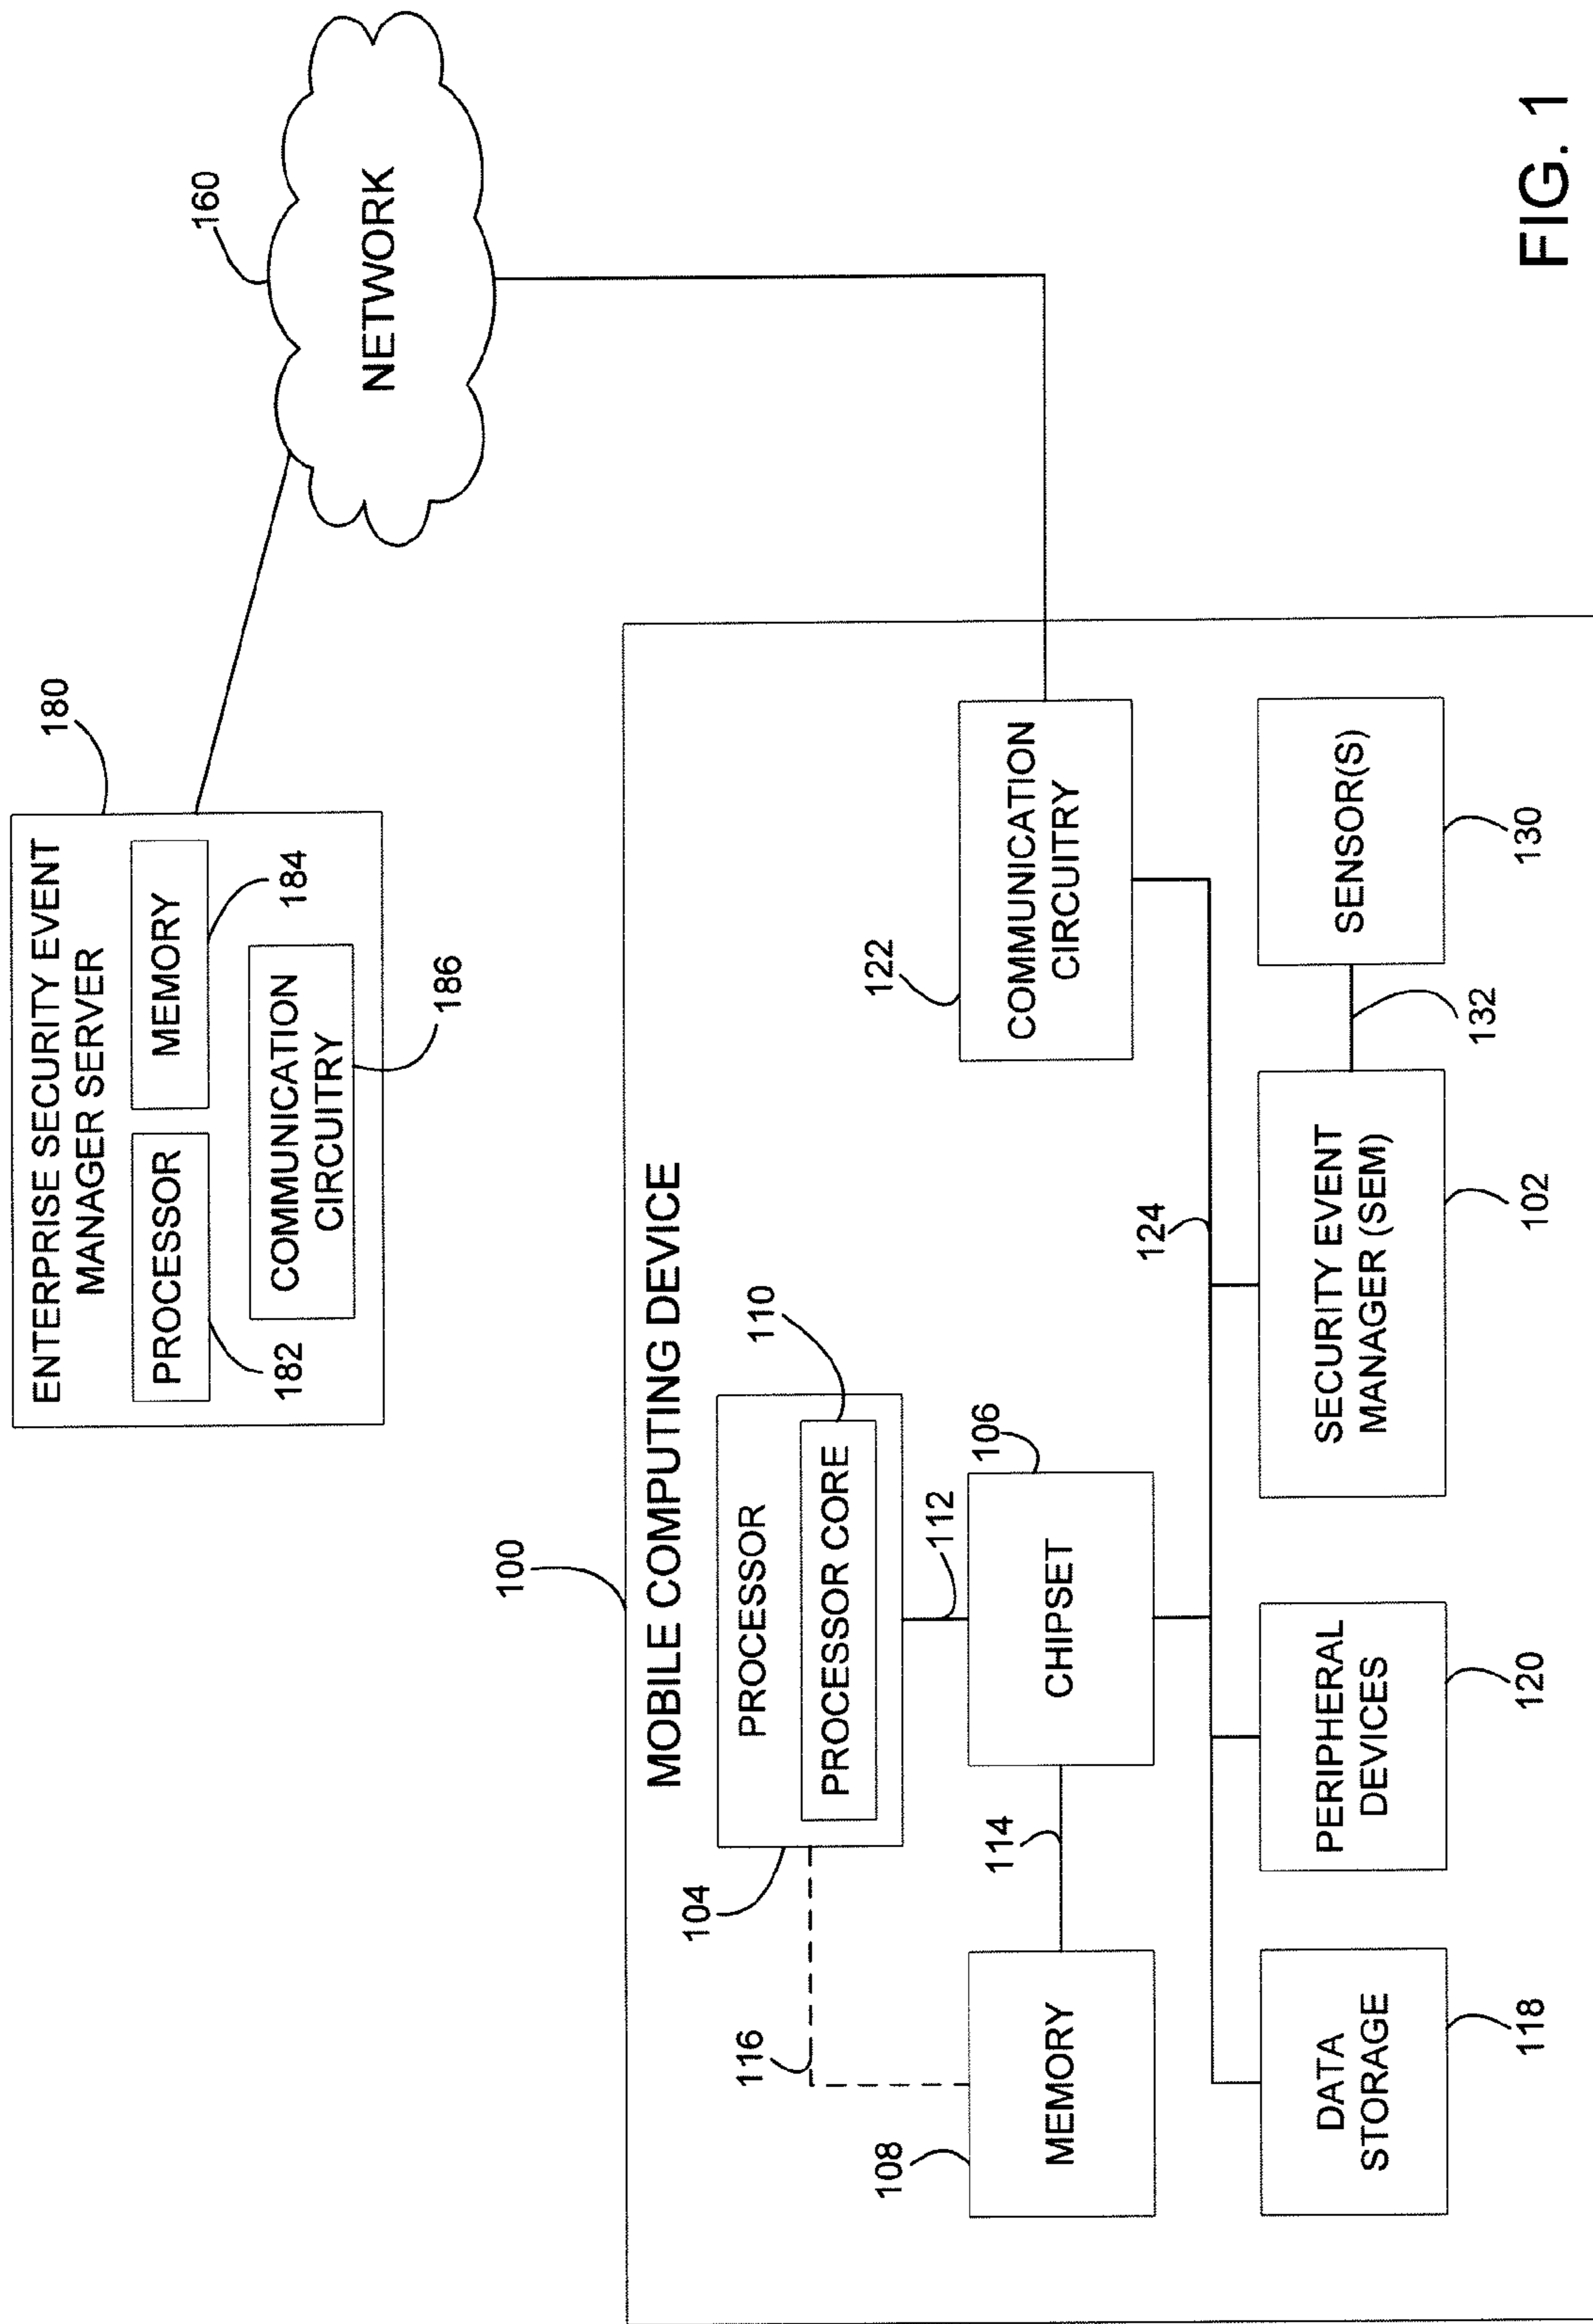 ENTERPRISE SECURITY EVENT
MANAGER SERVER
180
PROCESSOR
MEMORY
182
184
COMMUNICATION
CIRCUITRY
186
160
NETWORK
100
MOBILE COMPUTING DEVICE
PROCESSOR
PROCESSOR CORE
110
104
116
112
106
122
108
MEMORY
114
CHIPSET
COMMUNICATION
CIRCUITRY
124
DATA
STORAGE
PERIPHERAL
DEVICES
SECURITY EVENT
MANAGER (SEM)
SENSOR(S)
132
118
120
102
130
FIG. 1